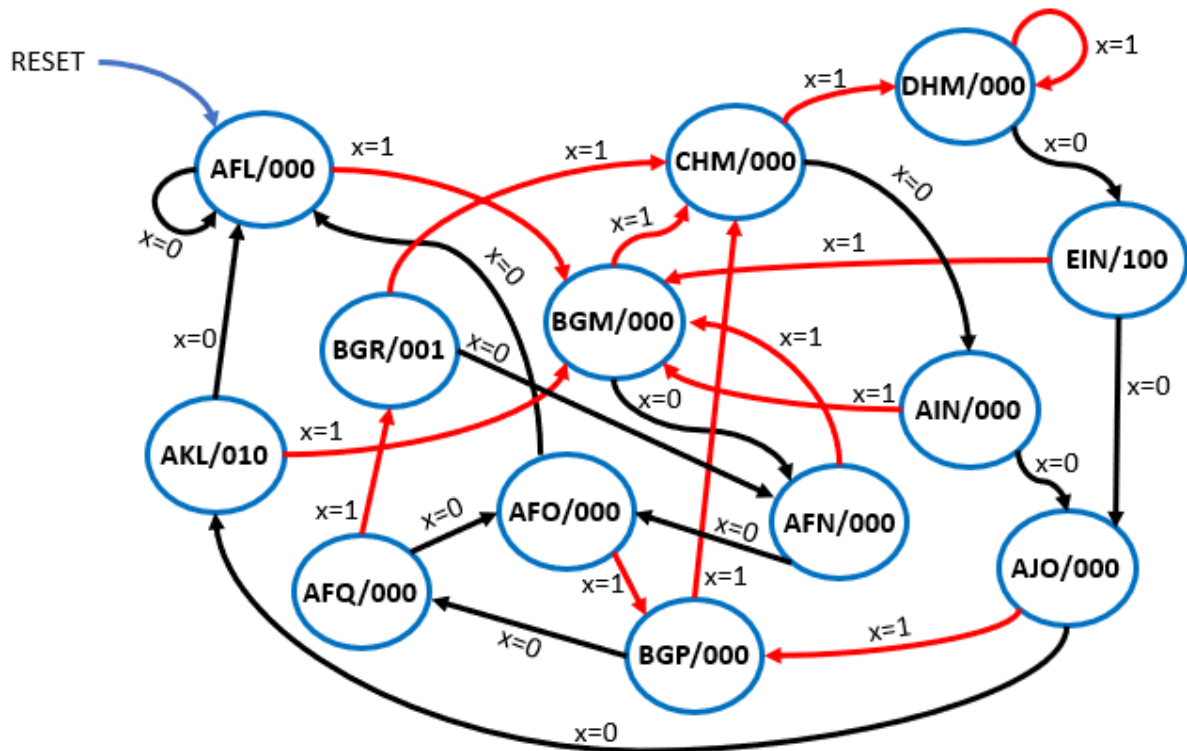 RESET
x=1
DHM/000
x=1
x=1
CHM/000
x=0
AFL/000
x=1
x=0
x=0
x=1
x=1
EIN/100
x=0
BGM/000
x=0
BGR/001
x=0
x=1
x=0
x=0
x=1
AIN/000
AKL/010
x=1
x=0
x=1
x=0
AFO/000
x=0
AFN/000
AFQ/000
x=1
x=1
AJO/000
x=0
BGP/000
x=1
x=0